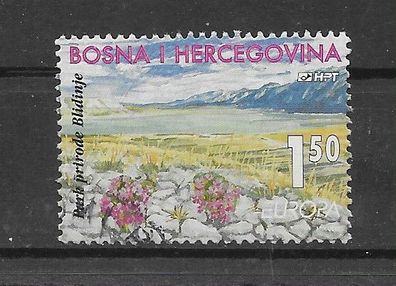 BOSNA I HERCEGOVINA
HPT
Park prirode Blidinje
1,50
EUROPA